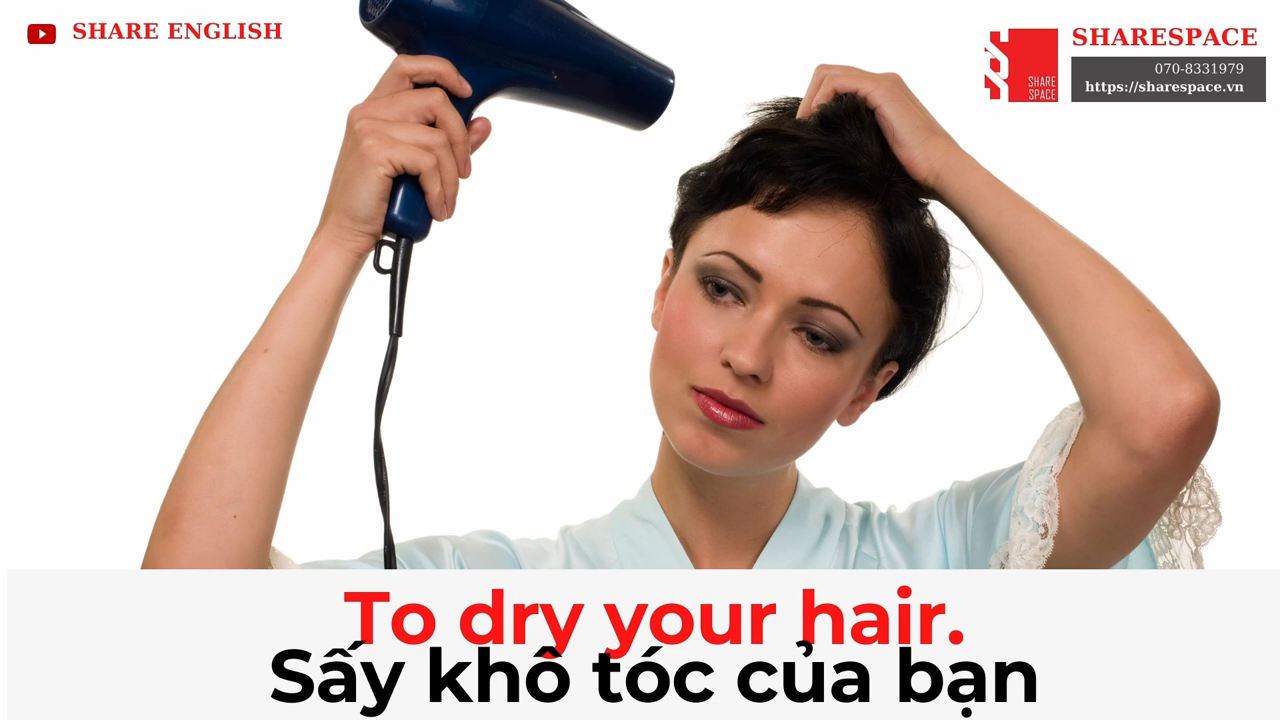 SHARE ENGLISH
SHARESPACE
070-8331979
https://sharespace.vn
SHARE
SPACE
To dry your hair.
Sấy khô tóc của bạn